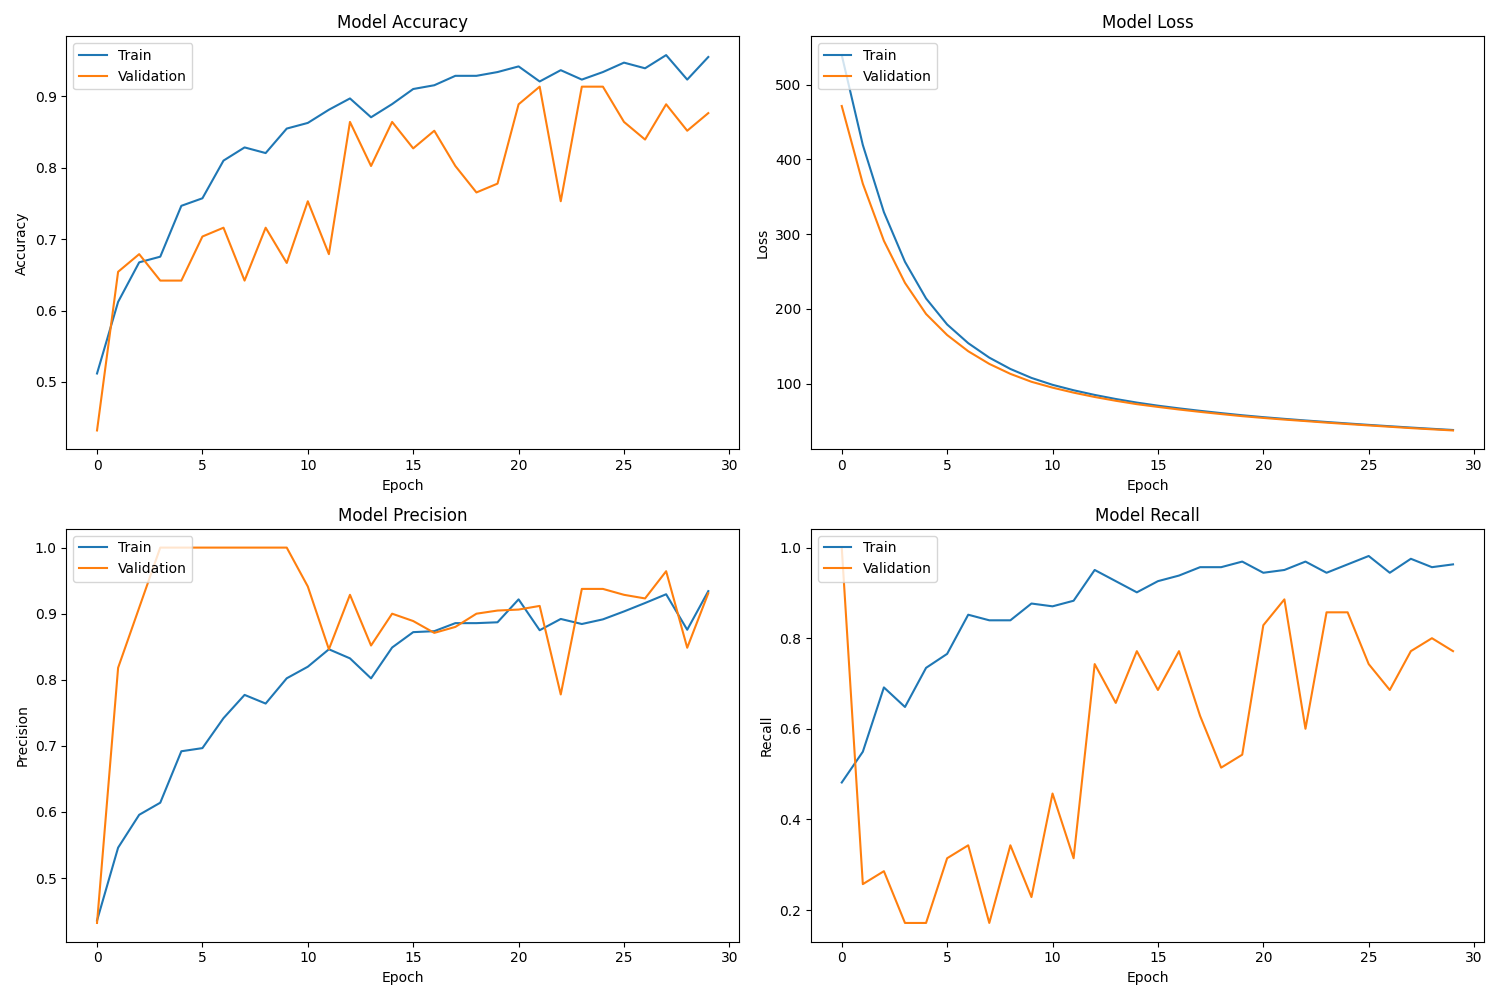 Model Accuracy
Train
Validation
0.9
0.8
0.7
0.6
0.5
Accuracy
0 5 10 15 20 25 30
Epoch
Model Loss
Train
Validation
500
400
300
200
100
Loss
0 5 10 15 20 25 30
Epoch
Model Precision
Train
Validation
1.0
0.9
0.8
0.7
0.6
0.5
Precision
0 5 10 15 20 25 30
Epoch
Model Recall
Train
Validation
1.0
0.8
0.6
0.4
0.2
Recall
0 5 10 15 20 25 30
Epoch